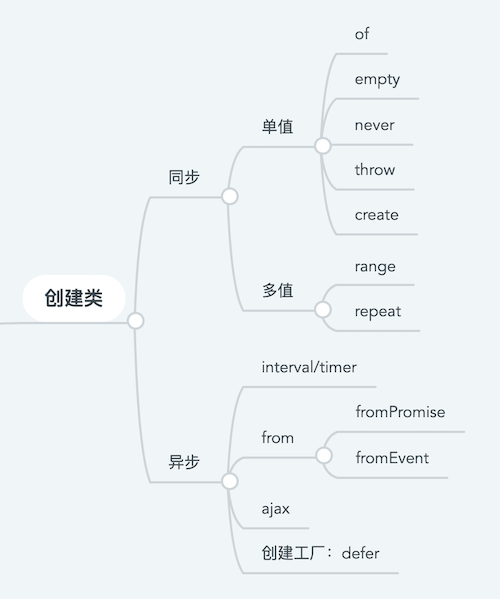 创建类
同步
单值
of
empty
never
throw
create
多值
range
repeat
异步
interval/timer
from
fromPromise
fromEvent
ajax
创建工厂：defer